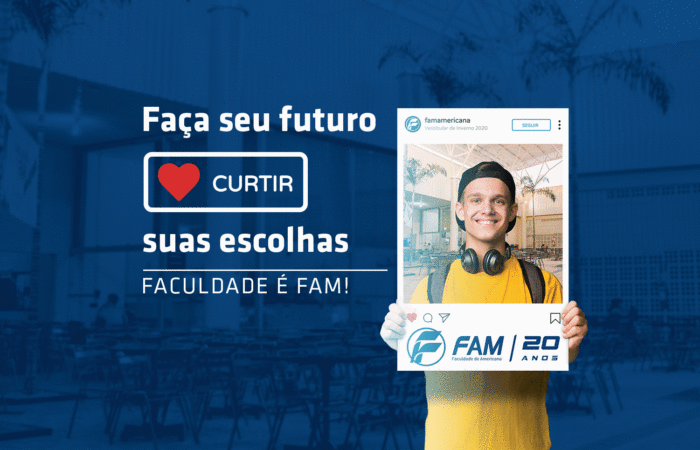 Faça seu futuro
CURTIR
suas escolhas
FACULDADE É FAM!
famamericana
Vestibular de Inverno 2020
SEGUIR
FAM | 20
Faculdade de Americana
ANOS